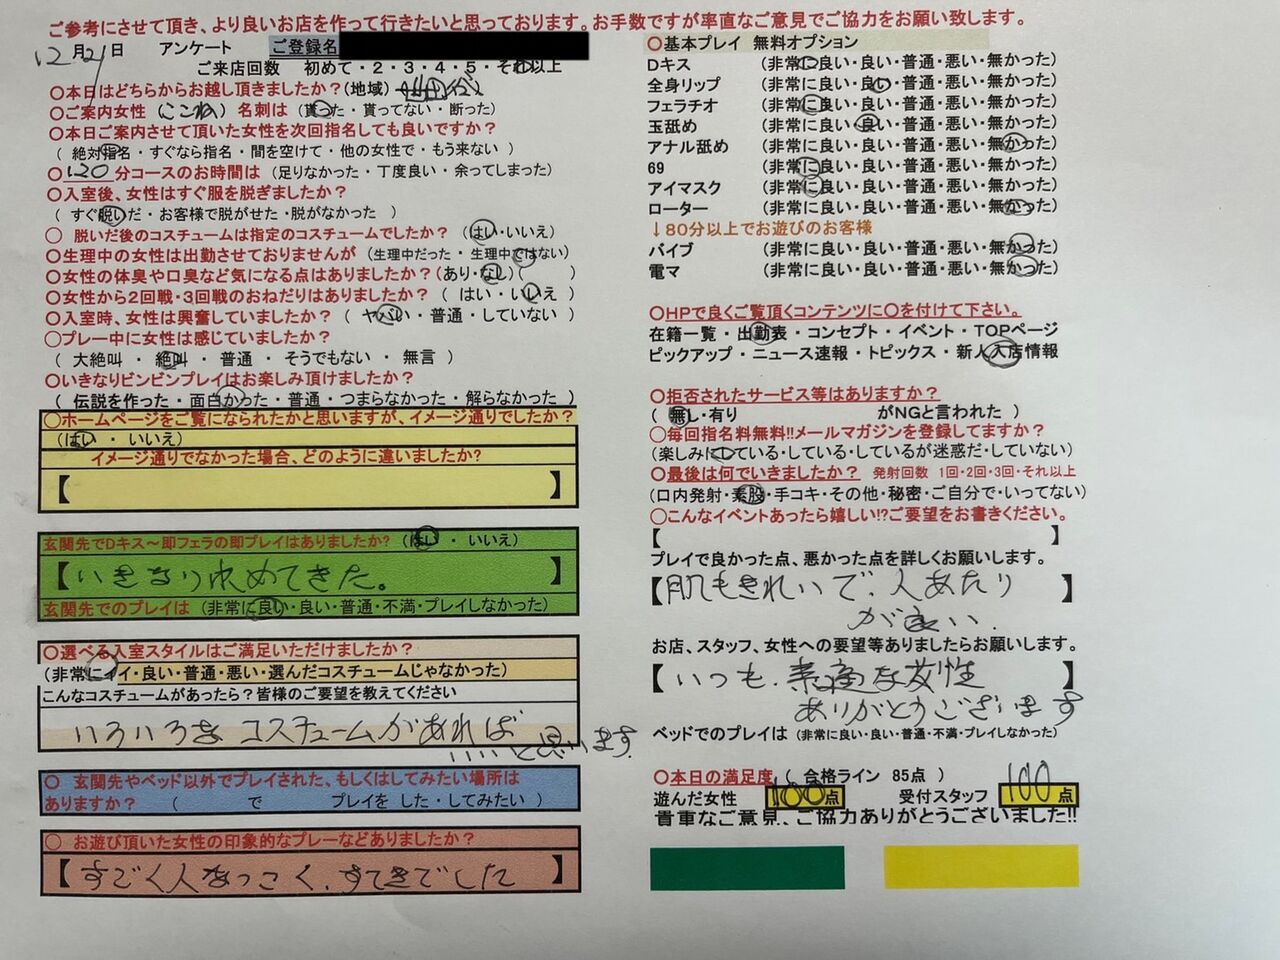 ご参考にさせて頂き、より良いお店を作って行きたいと思っております。お手数ですが率直なご意見でご協力をお願い致します。
12月21日 アンケート ご登録名
ご来店回数 初めて・2・3・4・5・それ以上
〇本日はどちらからお越し頂きましたか?(地域)
〇ご案内女性 (ここね) 名刺は (貰った・貰ってない・断った)
〇本日ご案内させて頂いた女性を次回指名しても良いですか?
( 絶対指名・すぐなら指名・間を空けて・他の女性で・もう来ない )
〇120分コースのお時間は (足りなかった・丁度良い・余ってしまった)
〇入室後、女性はすぐ服を脱ぎましたか?
( すぐ脱いだ・お客様で脱がせた・脱がなかった )
〇 脱いだ後のコスチュームは指定のコスチュームでしたか? (はい・いいえ)
〇生理中の女性は出勤させておりませんが (生理中だった・生理中ではない)
〇女性の体臭や口臭など気になる点はありましたか?(あり・なし)( )
〇女性から2回戦・3回戦のおねだりはありましたか? ( はい・いいえ )
〇入室時、女性は興奮していましたか? ( ヤバい・普通・していない )
〇プレー中に女性は感じていましたか?
( 大絶叫 ・ 絶叫 ・ 普通 ・ そうでもない ・ 無言 )
〇いきなりビンビンプレイはお楽しみ頂けましたか?
( 伝説を作った・面白かった・普通・つまらなかった・解らなかった )
〇ホームページをご覧になられたかと思いますが、イメージ通りでしたか?
(はい ・ いいえ)
イメージ通りでなかった場合、どのように違いましたか?
【 】
玄関先でDキス〜即フェラの即プレイはありましたか? (はい ・ いいえ)
【いきなり求めてきた。】
玄関先でのプレイは (非常に良い・良い・普通・不満・プレイしなかった)
〇選べる入室スタイルはご満足いただけましたか?
(非常にイイ・良い・普通・悪い・選んだコスチュームじゃなかった)
こんなコスチュームがあったら?皆様のご要望を教えてください
いろいろなコスチュームがあれば
いいと思います
〇 玄関先やベッド以外でプレイされた、もしくはしてみたい場所は
ありますか? ( で プレイを した・してみたい )
〇 お遊び頂いた女性の印象的なプレーなどありましたか?
【すごく人なっこく、すてきでした】
〇基本プレイ 無料オプション
Dキス (非常に良い・良い・普通・悪い・無かった)
全身リップ (非常に良い・良い・普通・悪い・無かった)
フェラチオ (非常に良い・良い・普通・悪い・無かった)
玉舐め (非常に良い・良い・普通・悪い・無かった)
アナル舐め (非常に良い・良い・普通・悪い・無かった)
69 (非常に良い・良い・普通・悪い・無かった)
アイマスク (非常に良い・良い・普通・悪い・無かった)
ローター (非常に良い・良い・普通・悪い・無かった)
↓80分以上でお遊びのお客様
バイブ (非常に良い・良い・普通・悪い・無かった)
電マ (非常に良い・良い・普通・悪い・無かった)
〇HPで良くご覧頂くコンテンツに〇を付けて下さい。
在籍一覧・出勤表・コンセプト・イベント・TOPページ
ピックアップ・ニュース速報・トピックス・新人入店情報
〇拒否されたサービス等はありますか?
( 無し・有り がNGと言われた )
〇毎回指名料無料!!メールマガジンを登録してますか?
(楽しみにしている・している・しているが迷惑だ・していない)
〇最後は何でいきましたか? 発射回数 1回・2回・3回・それ以上
(口内発射・素股・手コキ・その他・秘密・ご自分で・いってない)
〇こんなイベントあったら嬉しい!?ご要望をお書きください。
【 】
プレイで良かった点、悪かった点を詳しくお願いします。
【肌もきれいで、人あたり
が良い、】
お店、スタッフ、女性への要望等ありましたらお願いします。
【いつも、素適な女性
ありがとうございます】
ベッドでのプレイは (非常に良い・良い・普通・不満・プレイしなかった)
〇本日の満足度 ( 合格ライン 85点 )
遊んだ女性 100点 受付スタッフ 100点
貴重なご意見、ご協力ありがとうございました!!